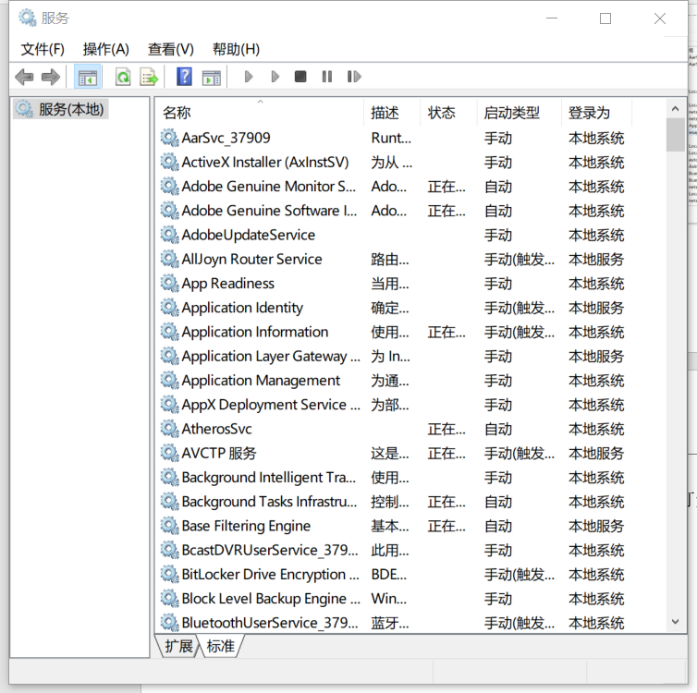 服务
文件(F) 操作(A) 查看(V) 帮助(H)
服务(本地)
名称 描述 状态 启动类型 登录为
AarSvc_37909 Runt... 手动 本地系统
ActiveX Installer (AxInstSV) 为从 ... 手动 本地系统
Adobe Genuine Monitor S... Ado... 正在... 自动 本地系统
Adobe Genuine Software I... Ado... 正在... 自动 本地系统
AdobeUpdateService 手动 本地系统
AllJoyn Router Service 路由... 手动(触发... 本地服务
App Readiness 当用... 手动 本地系统
Application Identity 确定... 手动(触发... 本地服务
Application Information 使用... 正在... 手动(触发... 本地系统
Application Layer Gateway ... 为 In... 手动 本地服务
Application Management 为通... 手动 本地系统
AppX Deployment Service ... 为部... 手动 本地系统
AtherosSvc 正在... 自动 本地系统
AVCTP 服务 这是... 正在... 手动(触发... 本地服务
Background Intelligent Tra... 使用... 手动 本地系统
Background Tasks Infrastru... 控制... 正在... 自动 本地系统
Base Filtering Engine 基本... 正在... 自动 本地服务
BcastDVRUserService_379... 此用... 手动 本地系统
BitLocker Drive Encryption ... BDE... 手动(触发... 本地系统
Block Level Backup Engine ... Win... 手动 本地系统
BluetoothUserService_379... 蓝牙... 手动(触发... 本地系统
扩展 标准